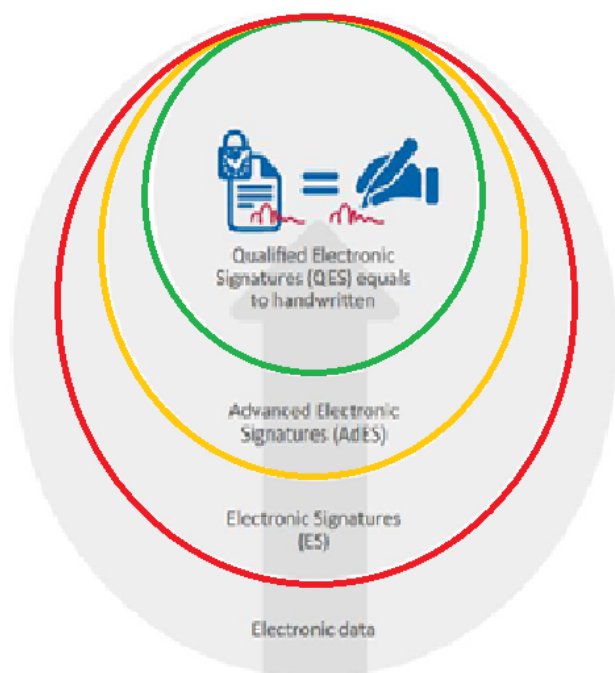 Qualified Electronic
Signatures (QES) equals
to handwritten
Advanced Electronic
Signatures (AdES)
Electronic Signatures
(ES)
Electronic data